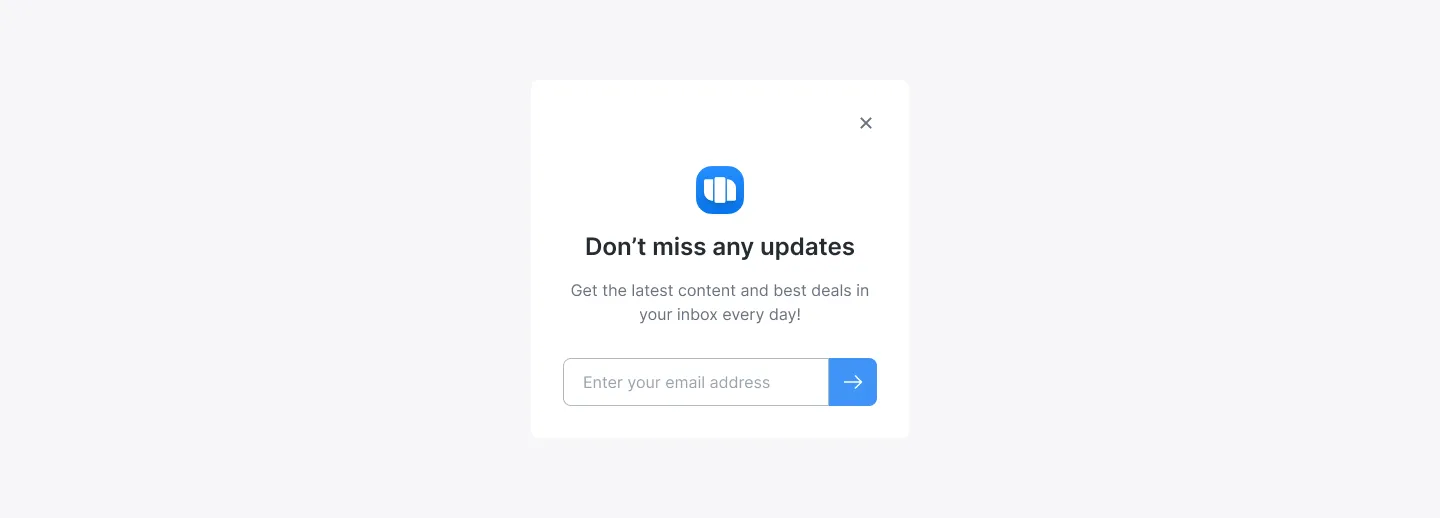 Don’t miss any updates
Get the latest content and best deals in
your inbox every day!
Enter your email address